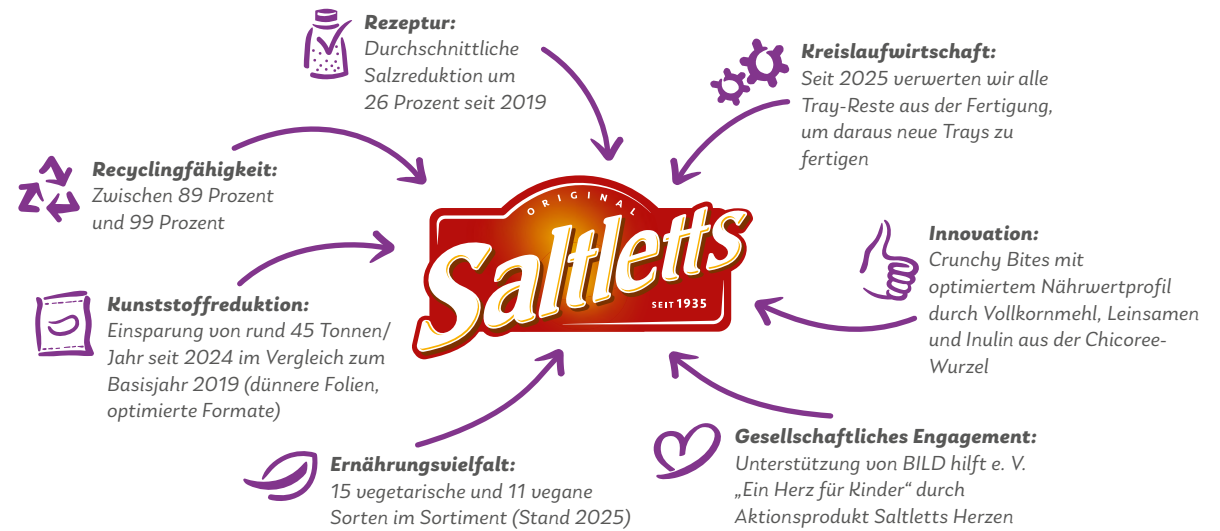 Rezeptur:
Durchschnittliche
Salzreduktion um
26 Prozent seit 2019
Kreislaufwirtschaft:
Seit 2025 verwerten wir alle
Tray-Reste aus der Fertigung,
um daraus neue Trays zu
fertigen
Recyclingfähigkeit:
Zwischen 89 Prozent
und 99 Prozent
ORIGINAL
Saltletts
SEIT 1935
Innovation:
Crunchy Bites mit
optimiertem Nährwertprofil
durch Vollkornmehl, Leinsamen
und Inulin aus der Chicoree-
Wurzel
Kunststoffreduktion:
Einsparung von rund 45 Tonnen/
Jahr seit 2024 im Vergleich zum
Basisjahr 2019 (dünnere Folien,
optimierte Formate)
Ernährungsvielfalt:
15 vegetarische und 11 vegane
Sorten im Sortiment (Stand 2025)
Gesellschaftliches Engagement:
Unterstützung von BILD hilft e. V.
„Ein Herz für Kinder“ durch
Aktionsprodukt Saltletts Herzen